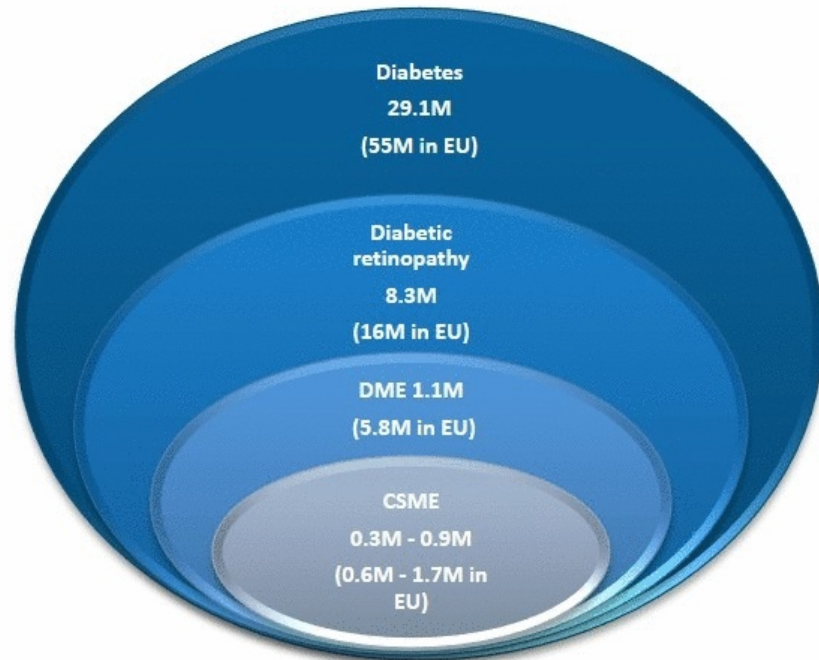 Diabetes
29.1M
(55M in EU)
Diabetic
retinopathy
8.3M
(16M in EU)
DME 1.1M
(5.8M in EU)
CSME
0.3M - 0.9M
(0.6M - 1.7M in
EU)